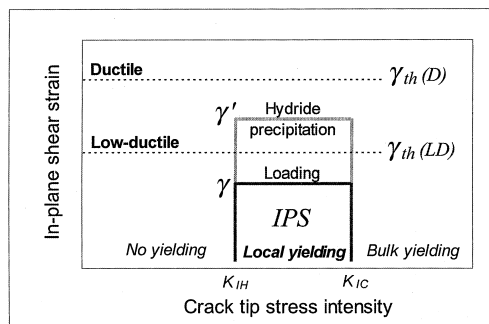 Ductile
γth (D)
γ′
Hydride
precipitation
Low-ductile
γth (LD)
γ
Loading
IPS
No yielding
Local yielding
Bulk yielding
KIH
KIC
Crack tip stress intensity
In-plane shear strain